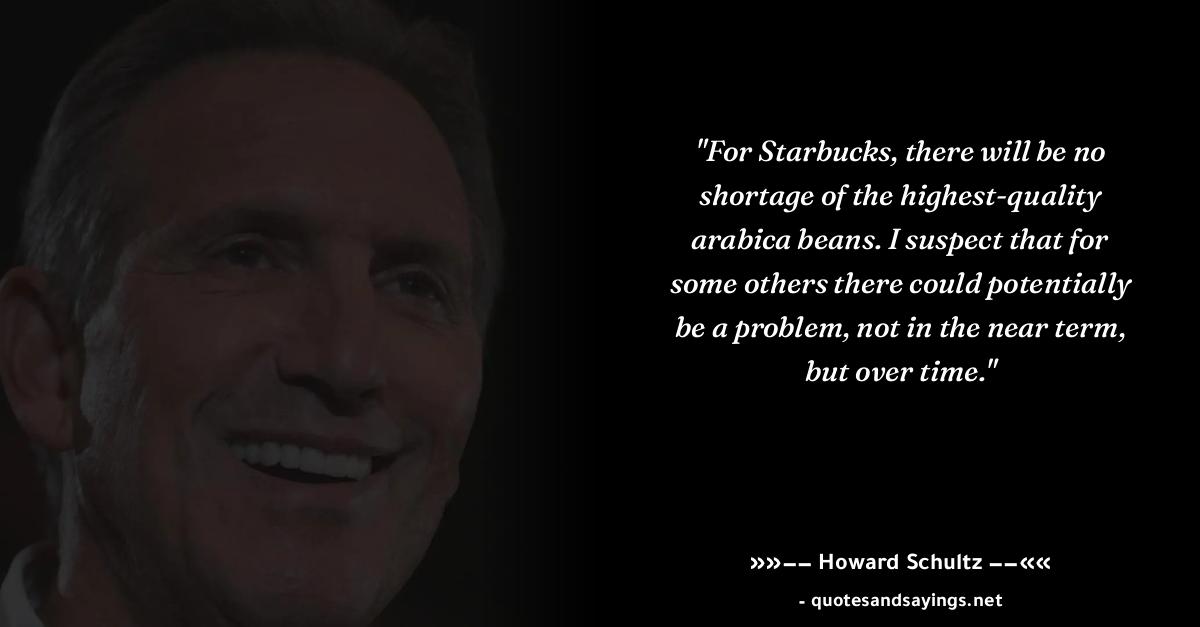 "For Starbucks, there will be no
shortage of the highest-quality
arabica beans. I suspect that for
some others there could potentially
be a problem, not in the near term,
but over time."
»»–– Howard Schultz ––««
- quotesandsayings.net